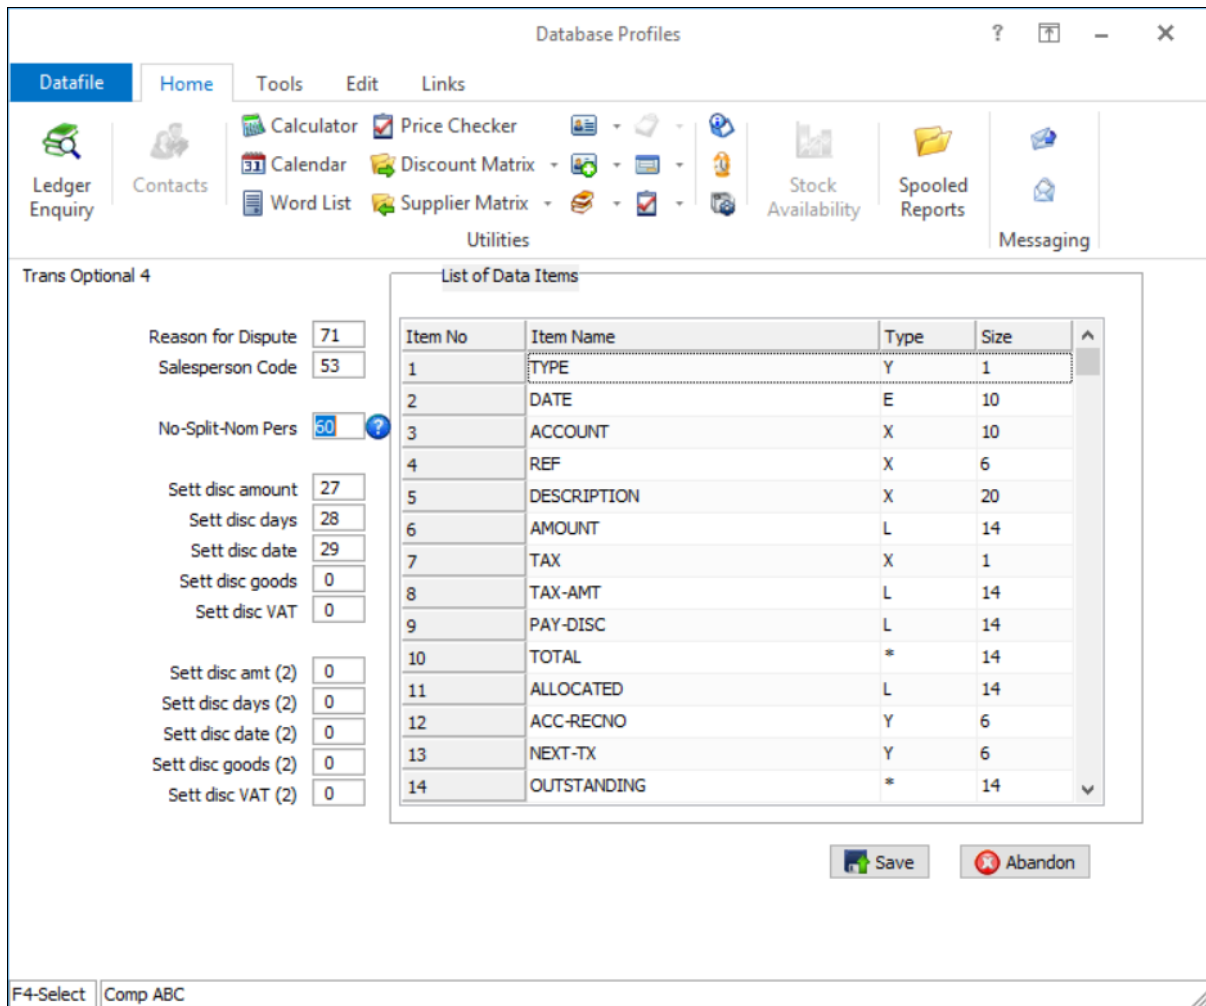 Database Profiles
? 
Datafile Home Tools Edit Links
Ledger Enquiry
Contacts
Calculator
31 Calendar
Word List
Price Checker
Discount Matrix
Supplier Matrix
Stock Availability
Spooled Reports
Utilities
Messaging
Trans Optional 4
Reason for Dispute 71
Salesperson Code 53
No-Split-Nom Pers 60 ?
Sett disc amount 27
Sett disc days 28
Sett disc date 29
Sett disc goods 0
Sett disc VAT 0
Sett disc amt (2) 0
Sett disc days (2) 0
Sett disc date (2) 0
Sett disc goods (2) 0
Sett disc VAT (2) 0
List of Data Items
Item No Item Name Type Size
1 TYPE Y 1
2 DATE E 10
3 ACCOUNT X 10
4 REF X 6
5 DESCRIPTION X 20
6 AMOUNT L 14
7 TAX X 1
8 TAX-AMT L 14
9 PAY-DISC L 14
10 TOTAL * 14
11 ALLOCATED L 14
12 ACC-RECNO Y 6
13 NEXT-TX Y 6
14 OUTSTANDING * 14
Save Abandon
F4-Select Comp ABC